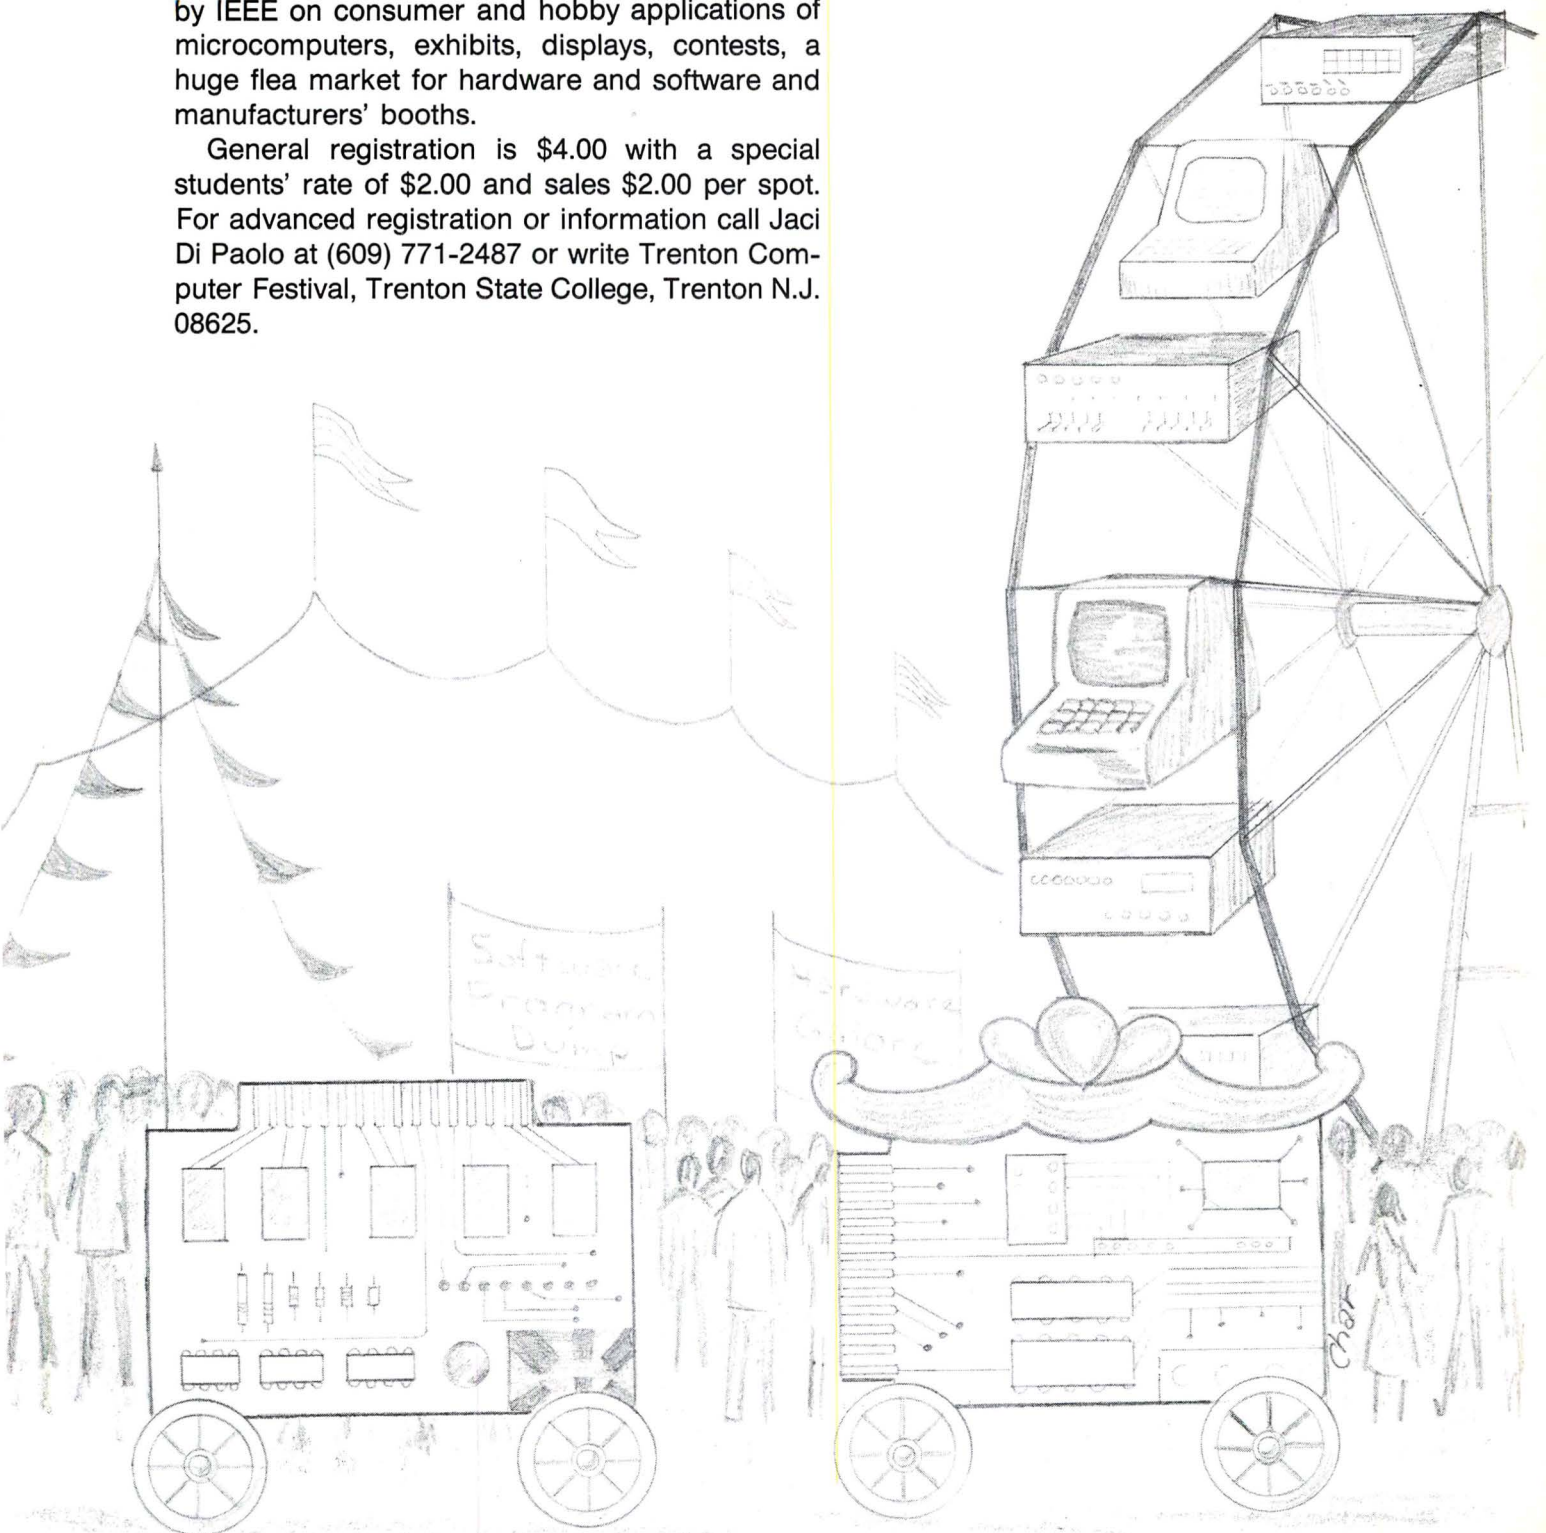 by IEEE on consumer and hobby applications of
microcomputers, exhibits, displays, contests, a
huge flea market for hardware and software and
manufacturers' booths.
General registration is $4.00 with a special
students' rate of $2.00 and sales $2.00 per spot.
For advanced registration or information call Jaci
Di Paolo at (609) 771-2487 or write Trenton Com-
puter Festival, Trenton State College, Trenton N.J.
08625.
Software
Program
Dump
Hardware
Galore
Char